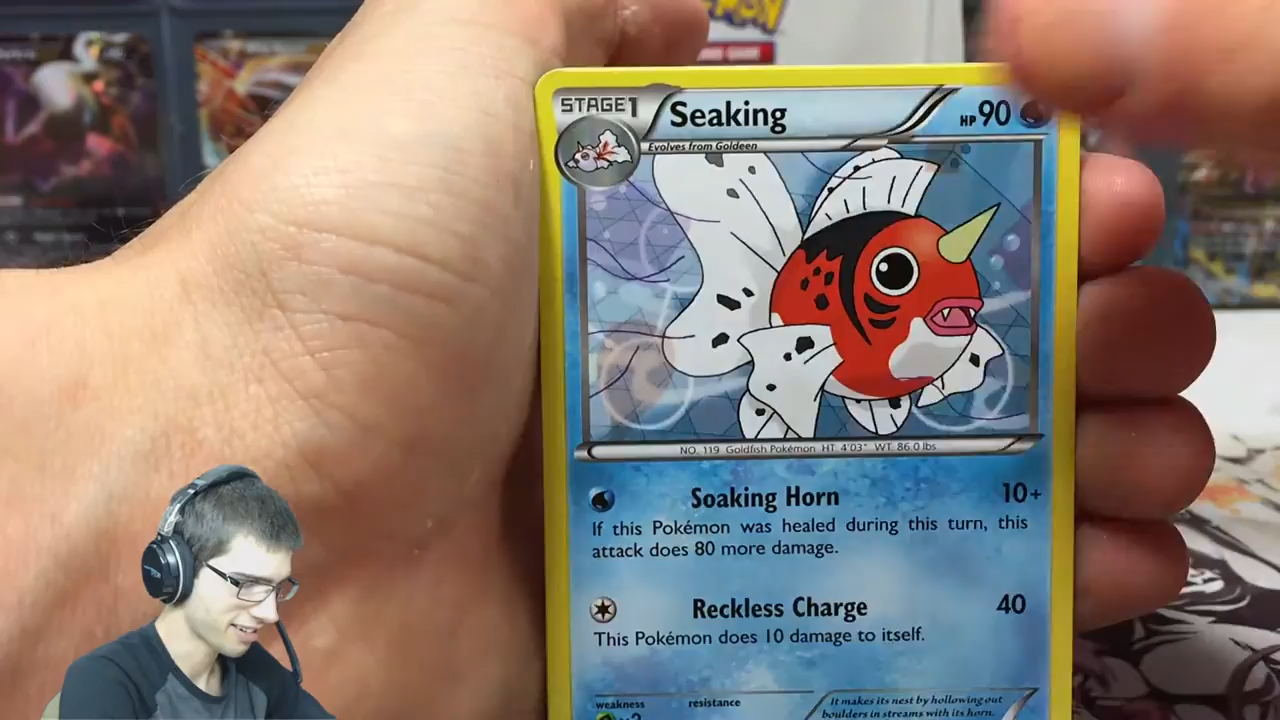 STAGE1
Seaking
HP90
Evolves from Goldeen
NO. 119 Goldfish Pokémon HT. 4'03" WT. 86.0 lbs
Soaking Horn 10+
If this Pokémon was healed during this turn, this
attack does 80 more damage.
Reckless Charge 40
This Pokémon does 10 damage to itself.
weakness
resistance
It makes its nest by hollowing out
boulders in streams with its horn.